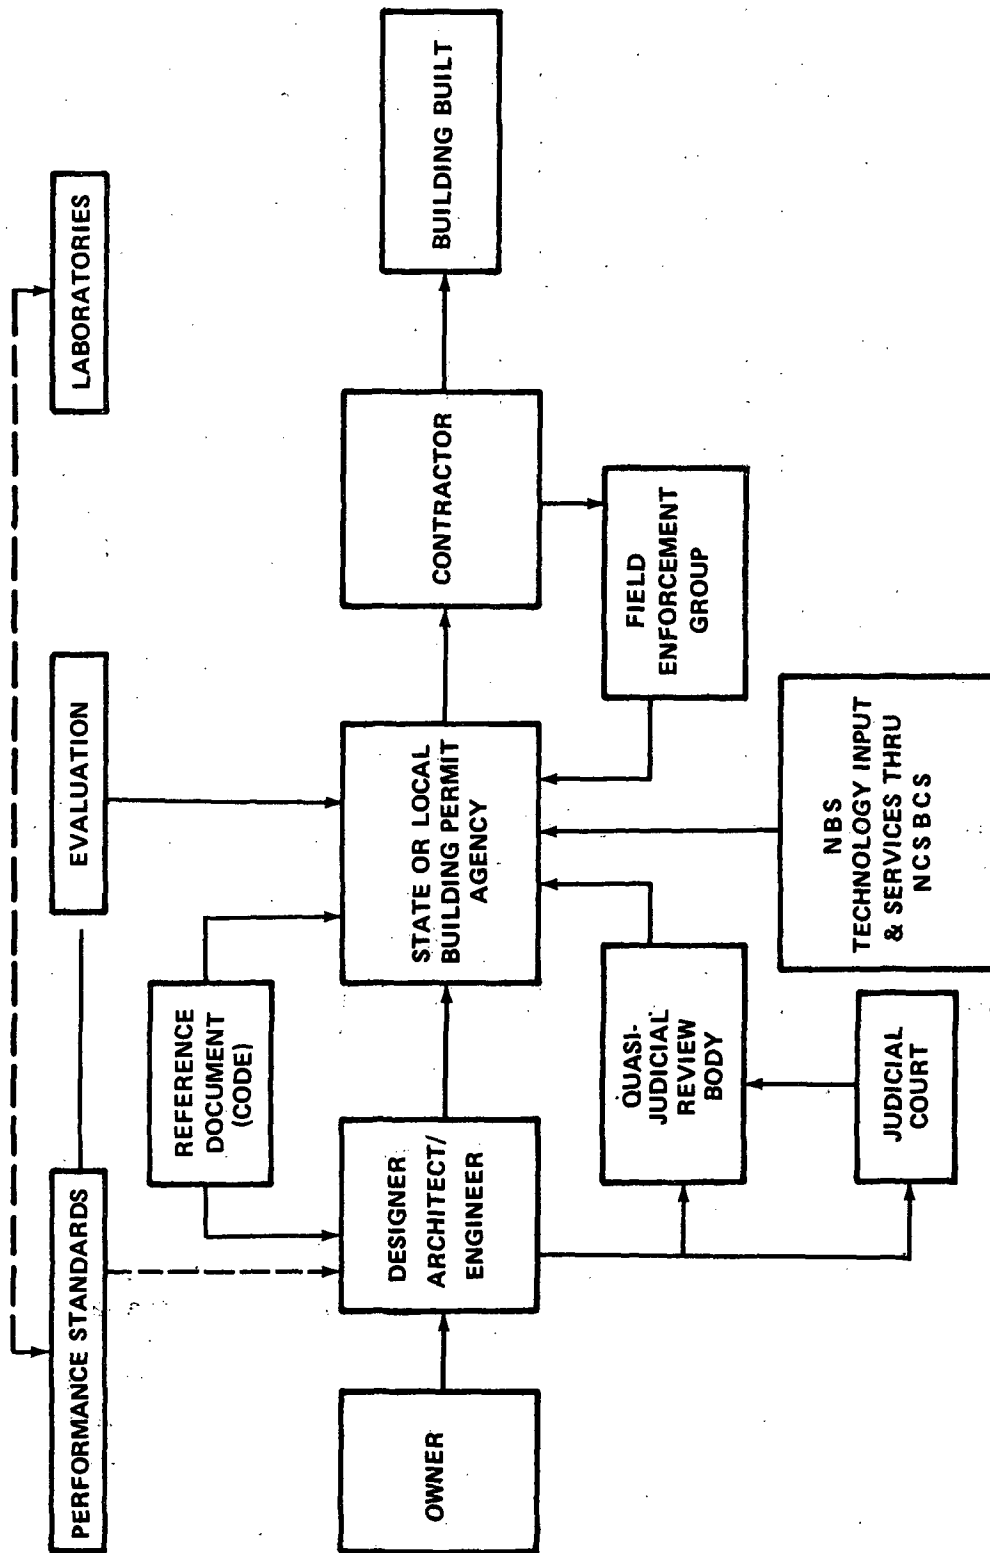 PERFORMANCE STANDARDS
EVALUATION
LABORATORIES
REFERENCE
DOCUMENT
(CODE)
OWNER
DESIGNER
ARCHITECT/
ENGINEER
STATE OR LOCAL
BUILDING PERMIT
AGENCY
CONTRACTOR
BUILDING BUILT
QUASI-
JUDICIAL
REVIEW
BODY
FIELD
ENFORCEMENT
GROUP
JUDICIAL
COURT
NBS
TECHNOLOGY INPUT
& SERVICES THRU
NCSBCS